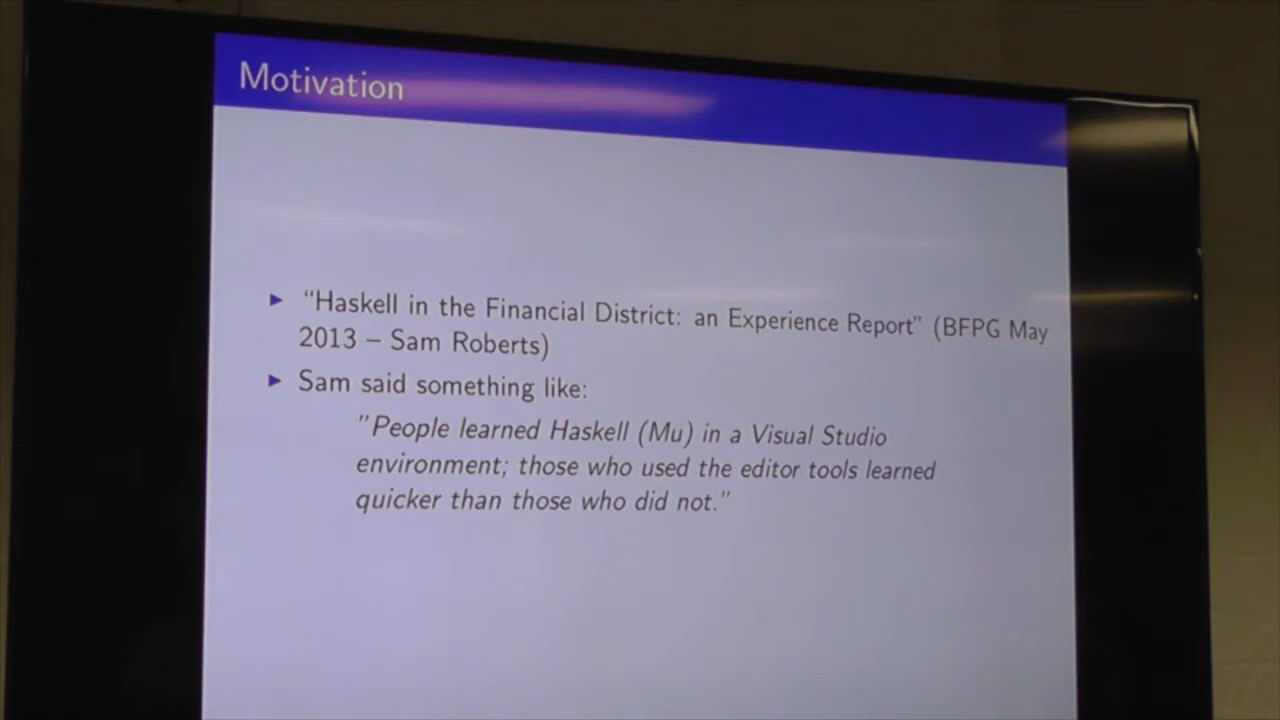 Motivation
▶ “Haskell in the Financial District: an Experience Report” (BFPG May
2013 – Sam Roberts)
▶ Sam said something like:
”People learned Haskell (Mu) in a Visual Studio
environment; those who used the editor tools learned
quicker than those who did not.”